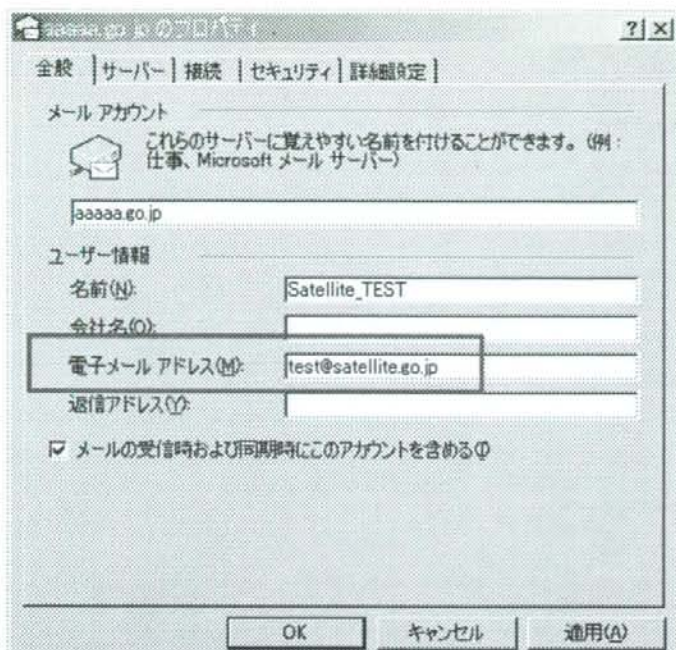 aaaaa.go.jp のプロパティ
? ×
全般 サーバー 接続 セキュリティ 詳細設定
メール アカウント
これらのサーバーに覚えやすい名前を付けることができます。(例:
仕事、Microsoft メール サーバー)
aaaaa.go.jp
ユーザー情報
名前(N): Satellite_TEST
会社名(O):
電子メール アドレス(M): test@satellite.go.jp
返信アドレス(Y):
メールの受信時および同期時にこのアカウントを含める(I)
OK キャンセル 適用(A)